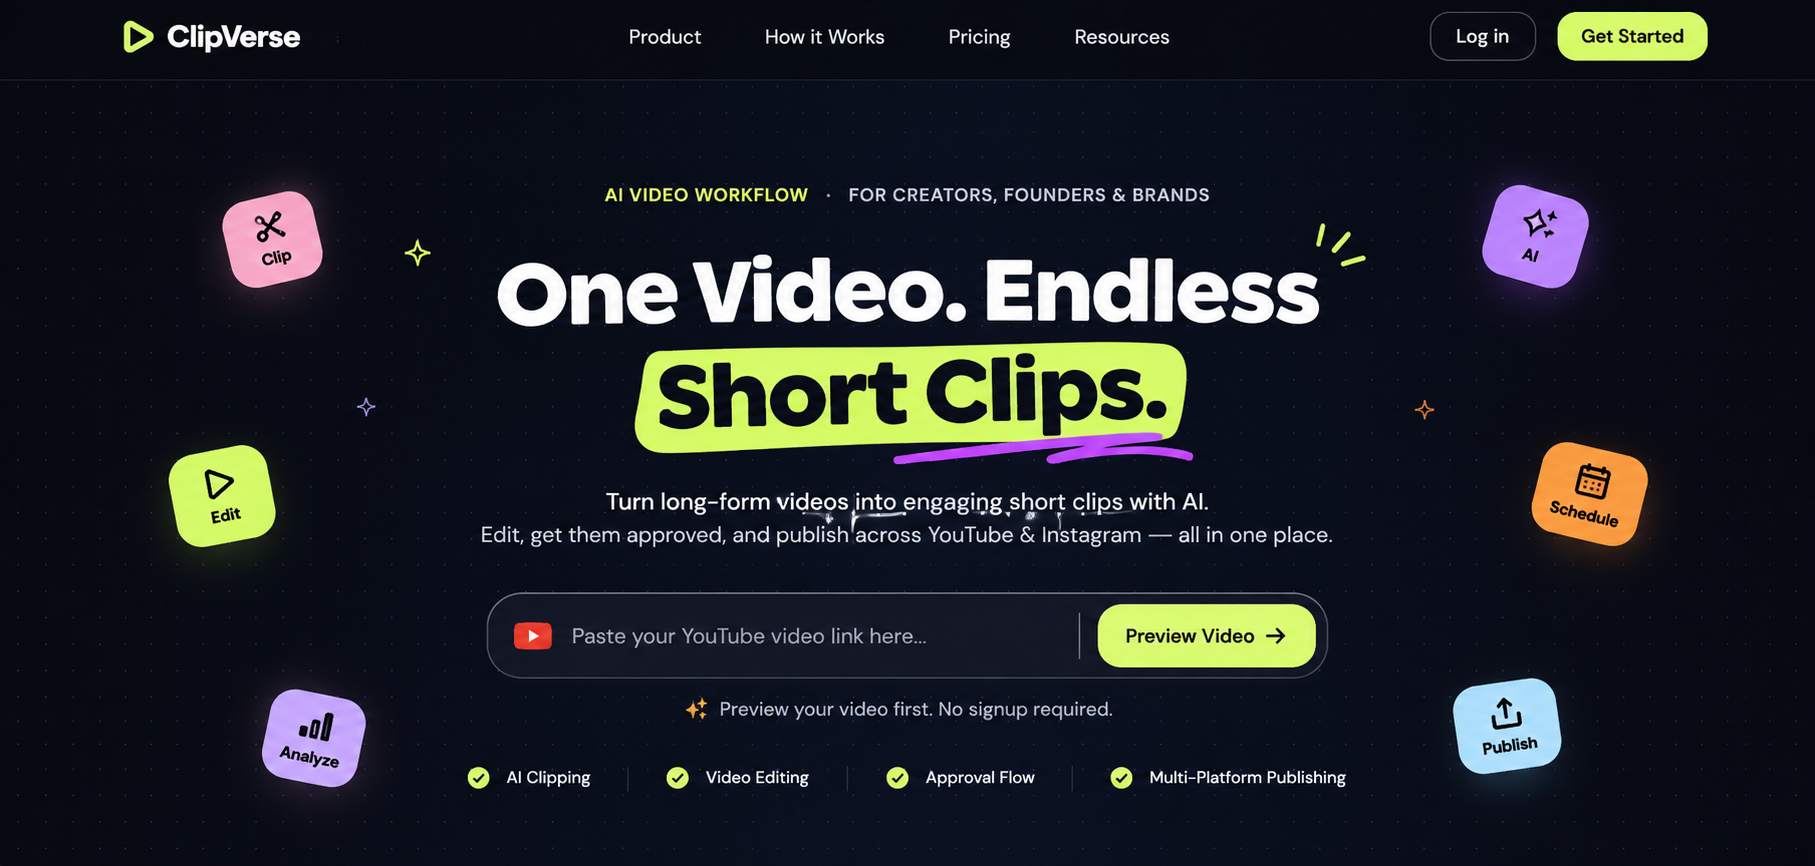 ClipVerse
Product
How it Works
Pricing
Resources
Log in
Get Started
AI VIDEO WORKFLOW · FOR CREATORS, FOUNDERS & BRANDS
Clip
AI
One Video. Endless
Short Clips.
Edit
Schedule
Turn long-form videos into engaging short clips with AI.
Edit, get them approved, and publish across YouTube & Instagram — all in one place.
Paste your YouTube video link here...
Preview Video →
Preview your video first. No signup required.
Analyze
Publish
AI Clipping
Video Editing
Approval Flow
Multi-Platform Publishing